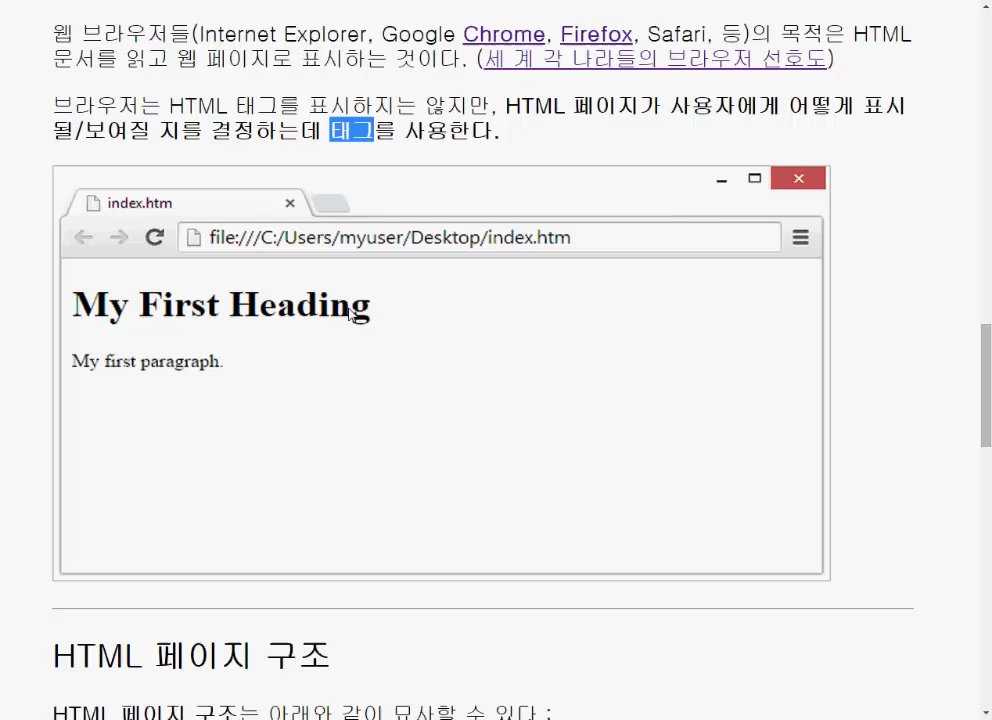 웹 브라우저들(Internet Explorer, Google Chrome, Firefox, Safari, 등)의 목적은 HTML
문서를 읽고 웹 페이지로 표시하는 것이다. (세 계 각 나라들의 브라우저 선호도)
브라우저는 HTML 태그를 표시하지는 않지만, HTML 페이지가 사용자에게 어떻게 표시
될/보여질 지를 결정하는데 태그를 사용한다.
index.htm
file:///C:/Users/myuser/Desktop/index.htm
My First Heading
My first paragraph.
HTML 페이지 구조
HTML 페이지 구조는 아래와 같이 묘사할 수 있다 :